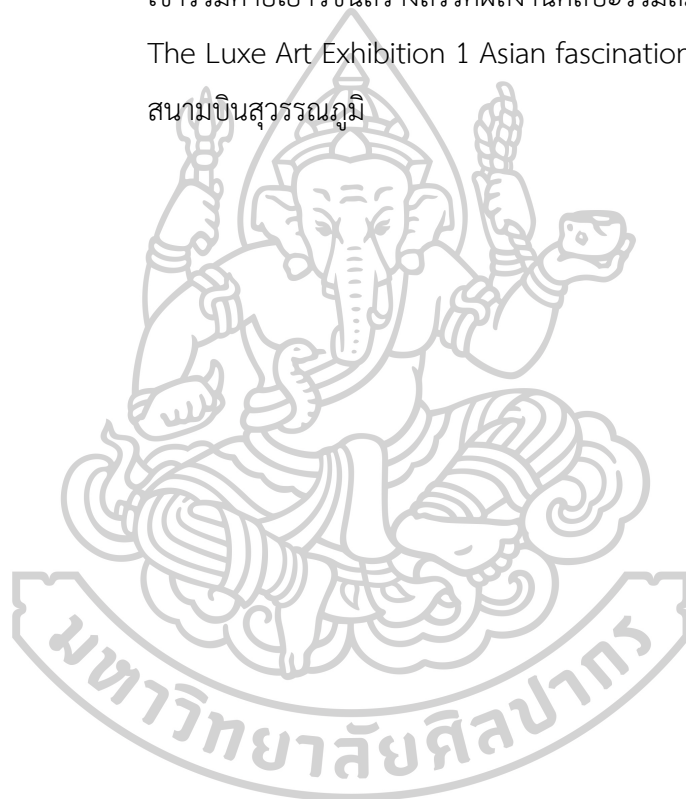 The Luxe Art Exhibition 1 Asian fascination
สนามบินสุวรรณภูมิ
มหาวิทยาลัยศิลปากร